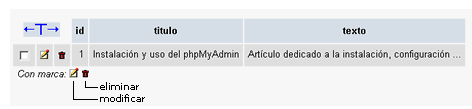 ←T→ id titulo texto
1 Instalación y uso del phpMyAdmin Artículo dedicado a la instalación, configuración ...
Con marca:
eliminar
modificar